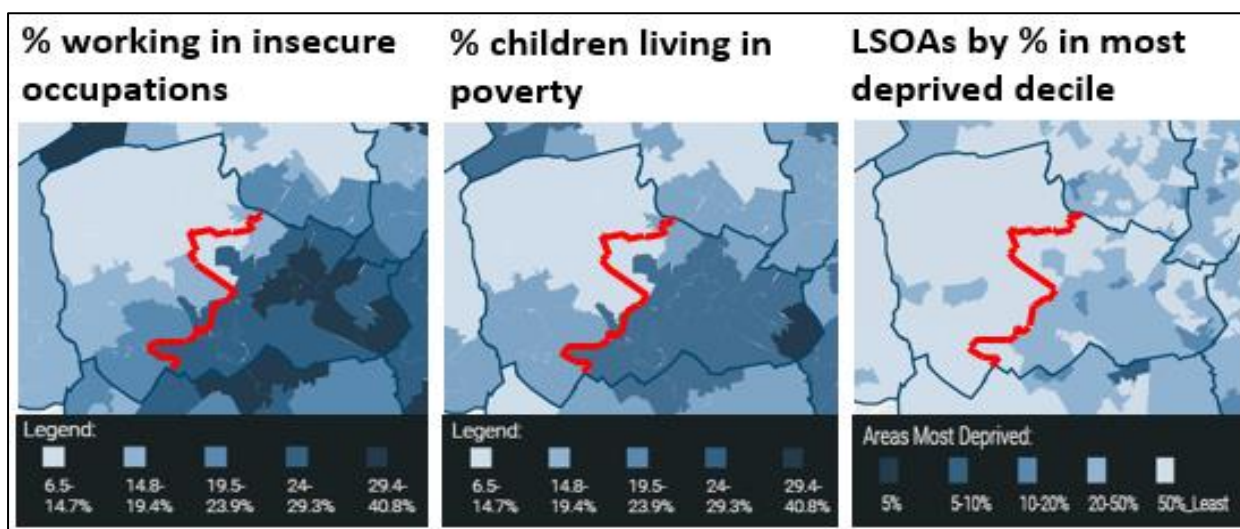 % working in insecure
occupations
Legend:
6.5-
14.7%
14.8-
19.4%
19.5-
23.9%
24-
29.3%
29.4-
40.8%
% children living in
poverty
Legend:
6.5-
14.7%
14.8-
19.4%
19.5-
23.9%
24-
29.3%
29.4-
40.8%
LSOAs by % in most
deprived decile
Areas Most Deprived:
5%
5-10%
10-20%
20-50%
50%_Least